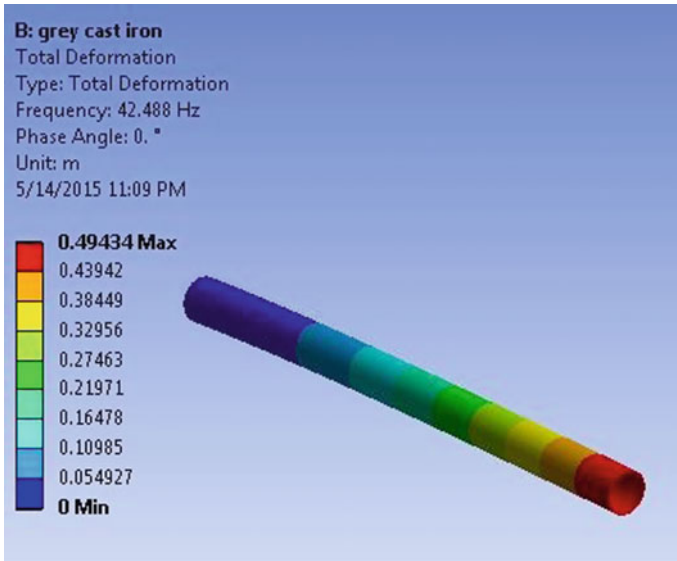 B: grey cast iron
Total Deformation
Type: Total Deformation
Frequency: 42.488 Hz
Phase Angle: 0. °
Unit: m
5/14/2015 11:09 PM
0.49434 Max
0.43942
0.38449
0.32956
0.27463
0.21971
0.16478
0.10985
0.054927
0 Min